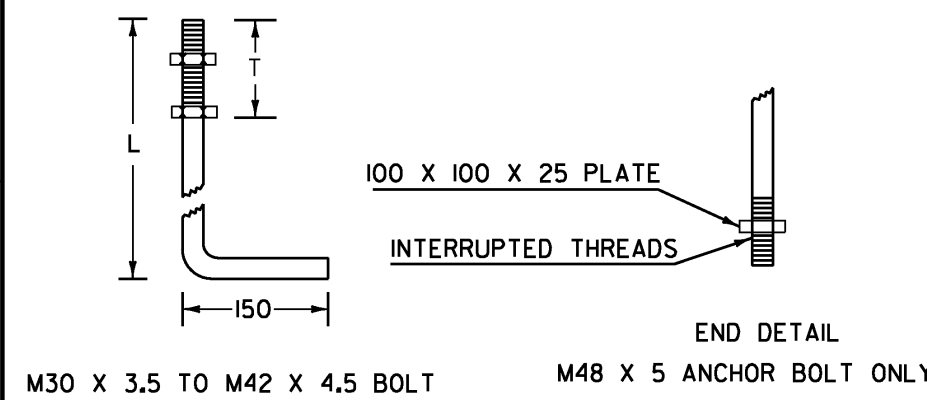 T
L
100 X 100 X 25 PLATE
INTERRUPTED THREADS
150
END DETAIL
M30 X 3.5 TO M42 X 4.5 BOLT
M48 X 5 ANCHOR BOLT ONLY